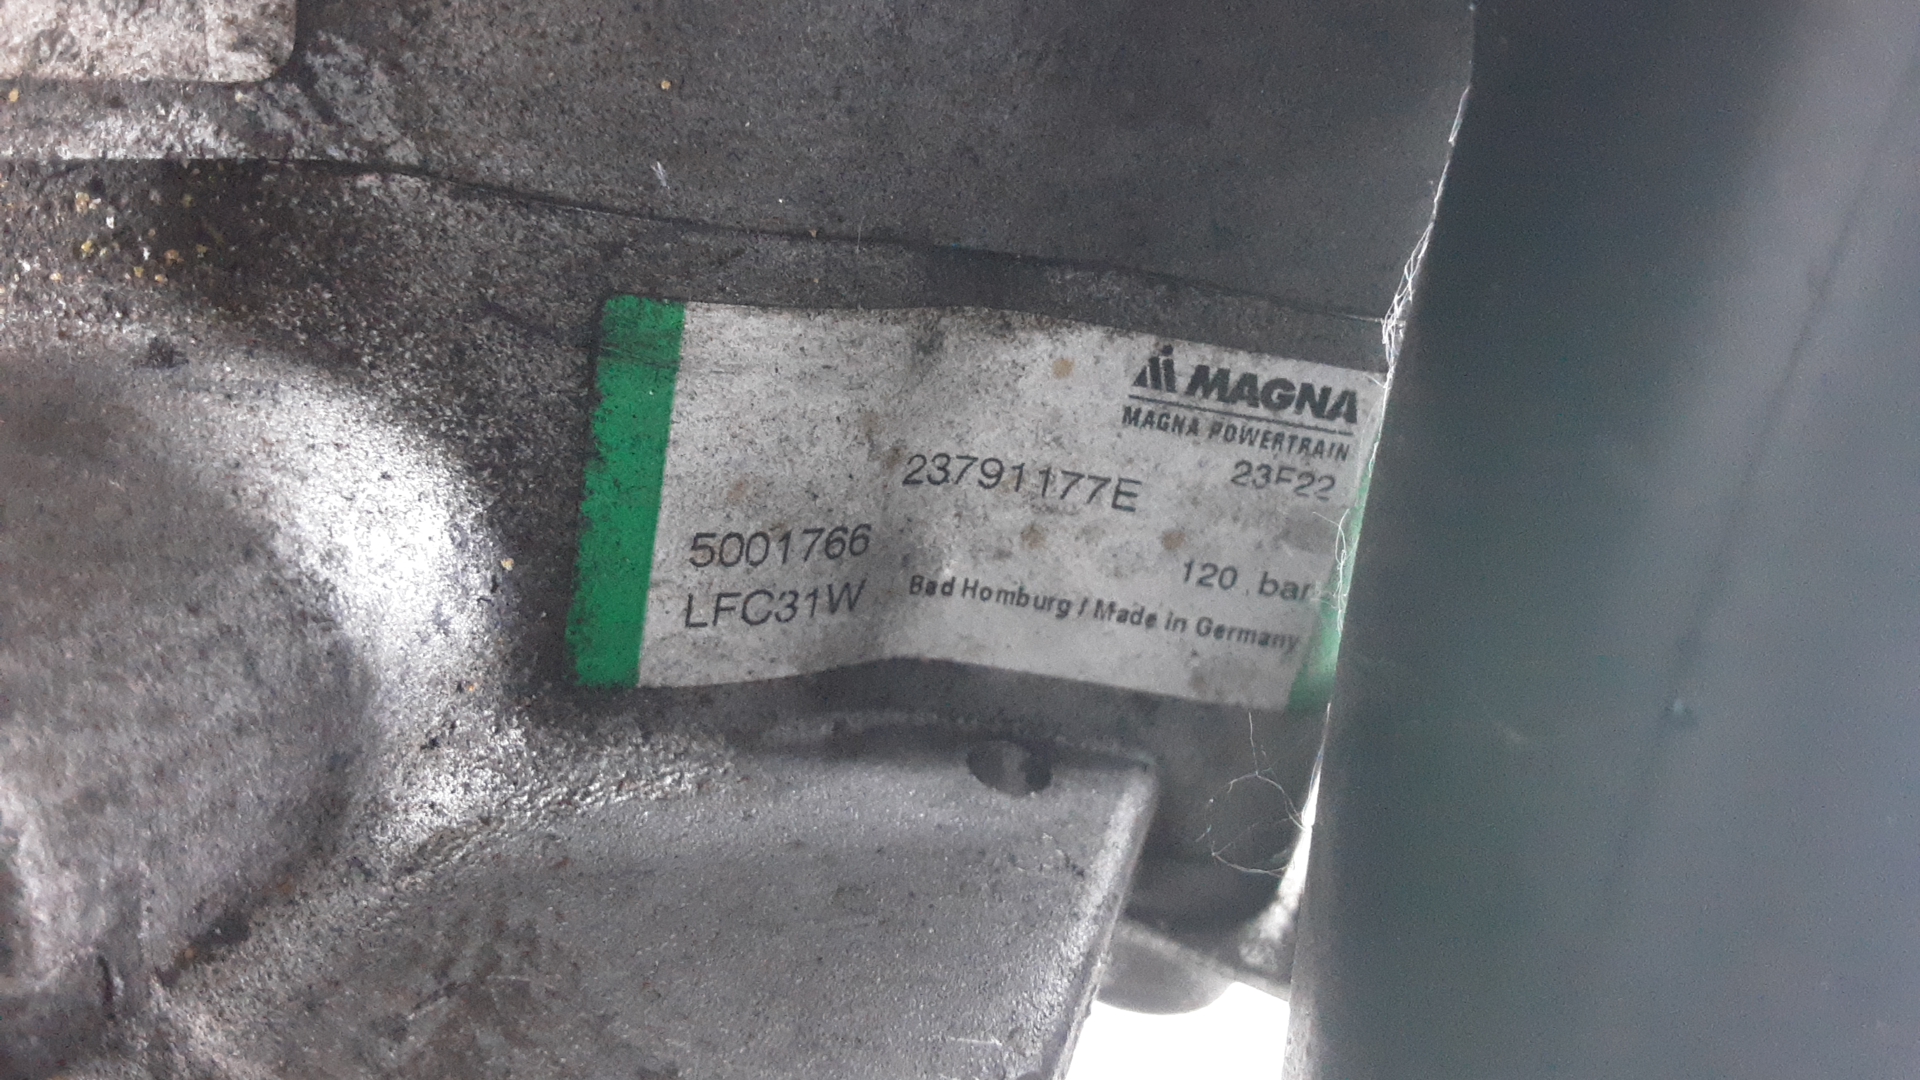 MAGNA
MAGNA POWERTRAIN
23F22
23791177E
5001766
120 bar
LFC31W
Bad Homburg / Made in Germany